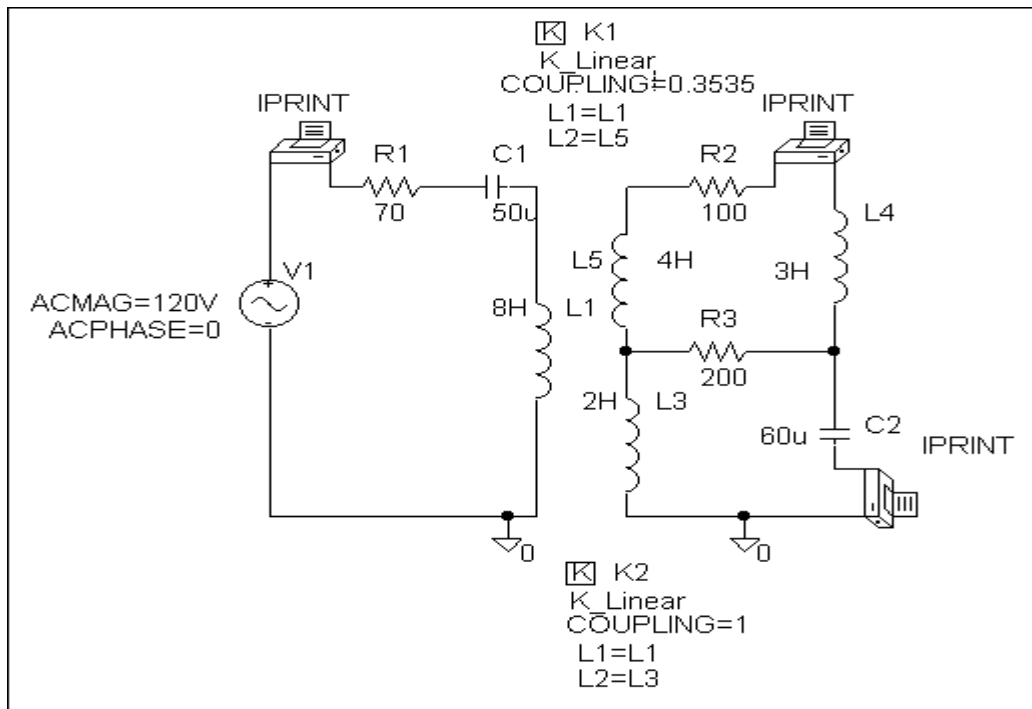 K K1
K_Linear
COUPLING=0.3535
L1=L1
L2=L5
IPRINT
IPRINT
R1
C1
R2
70
50u
100
L4
V1
L5
4H
3H
ACMAG=120V
ACPHASE=0
8H
L1
R3
200
2H
L3
60u
C2
IPRINT
0
0
K K2
K_Linear
COUPLING=1
L1=L1
L2=L3